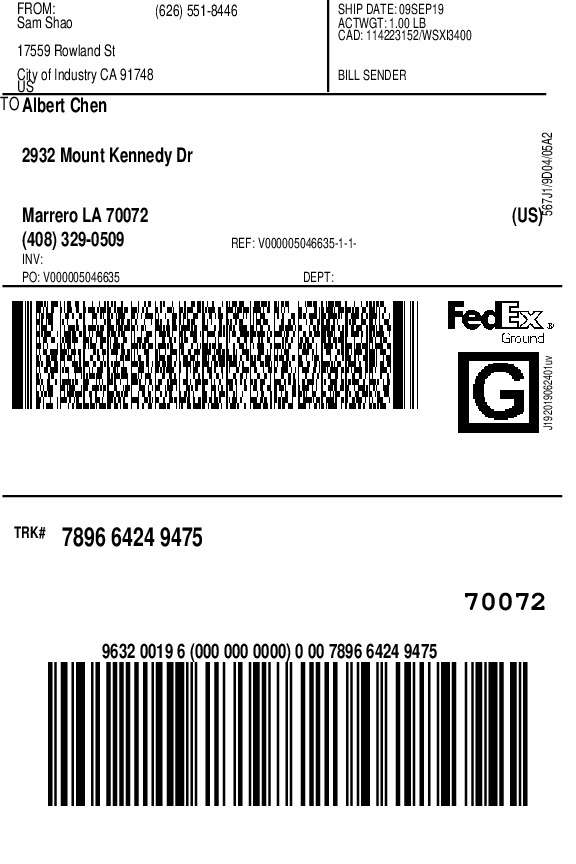 FROM: (626) 551-8446
Sam Shao
17559 Rowland St
City of Industry CA 91748
US
SHIP DATE: 09SEP19
ACTWGT: 1.00 LB
CAD: 114223152/WSXI3400
BILL SENDER
TO Albert Chen
2932 Mount Kennedy Dr
Marrero LA 70072 (US)
(408) 329-0509 REF: V000005046635-1-1-
INV:
PO: V000005046635 DEPT:
567J1/9D04/05A2
FedEx®
Ground
G
J192019062401uv
TRK# 7896 6424 9475
70072
9632 0019 6 (000 000 0000) 0 00 7896 6424 9475